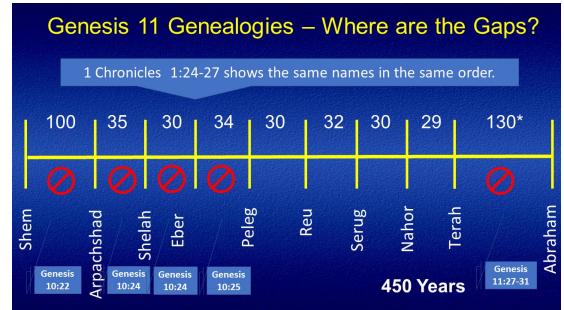 Genesis 11 Genealogies – Where are the Gaps?
1 Chronicles 1:24-27 shows the same names in the same order.
100 35 30 34 30 32 30 29 130*
Shem
Arpachshad
Shelah
Eber
Peleg
Reu
Serug
Nahor
Terah
Abraham
Genesis
10:22
Genesis
10:24
Genesis
10:24
Genesis
10:25
450 Years
Genesis
11:27-31